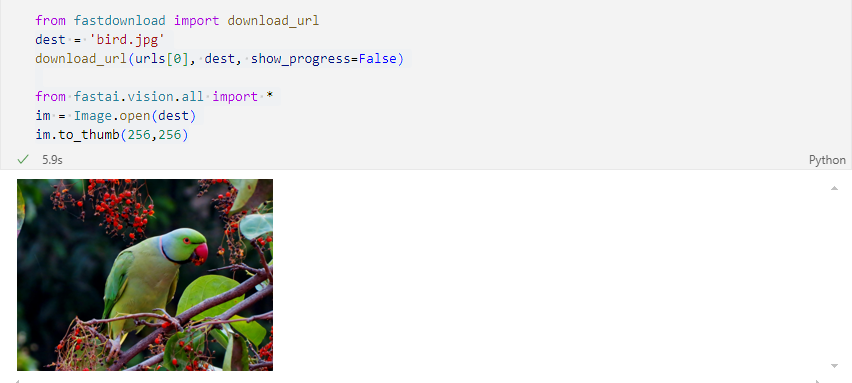 from fastdownload import download_url
dest = 'bird.jpg'
download_url(urls[0], dest, show_progress=False)
from fastai.vision.all import *
im = Image.open(dest)
im.to_thumb(256,256)
5.9s
Python